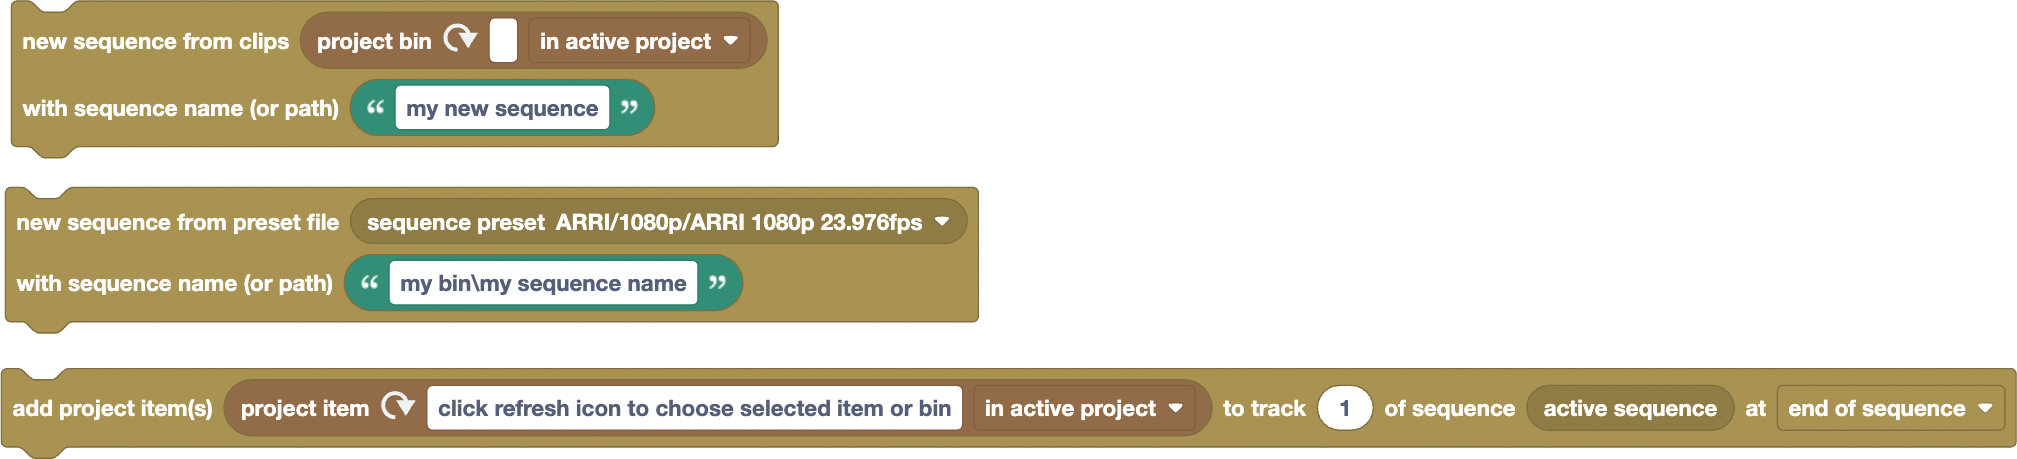 new sequence from clips project bin in active project
with sequence name (or path) “ my new sequence ”
new sequence from preset file sequence preset ARRI/1080p/ARRI 1080p 23.976fps
with sequence name (or path) “ my bin\my sequence name ”
add project item(s) project item click refresh icon to choose selected item or bin in active project to track 1 of sequence active sequence at end of sequence